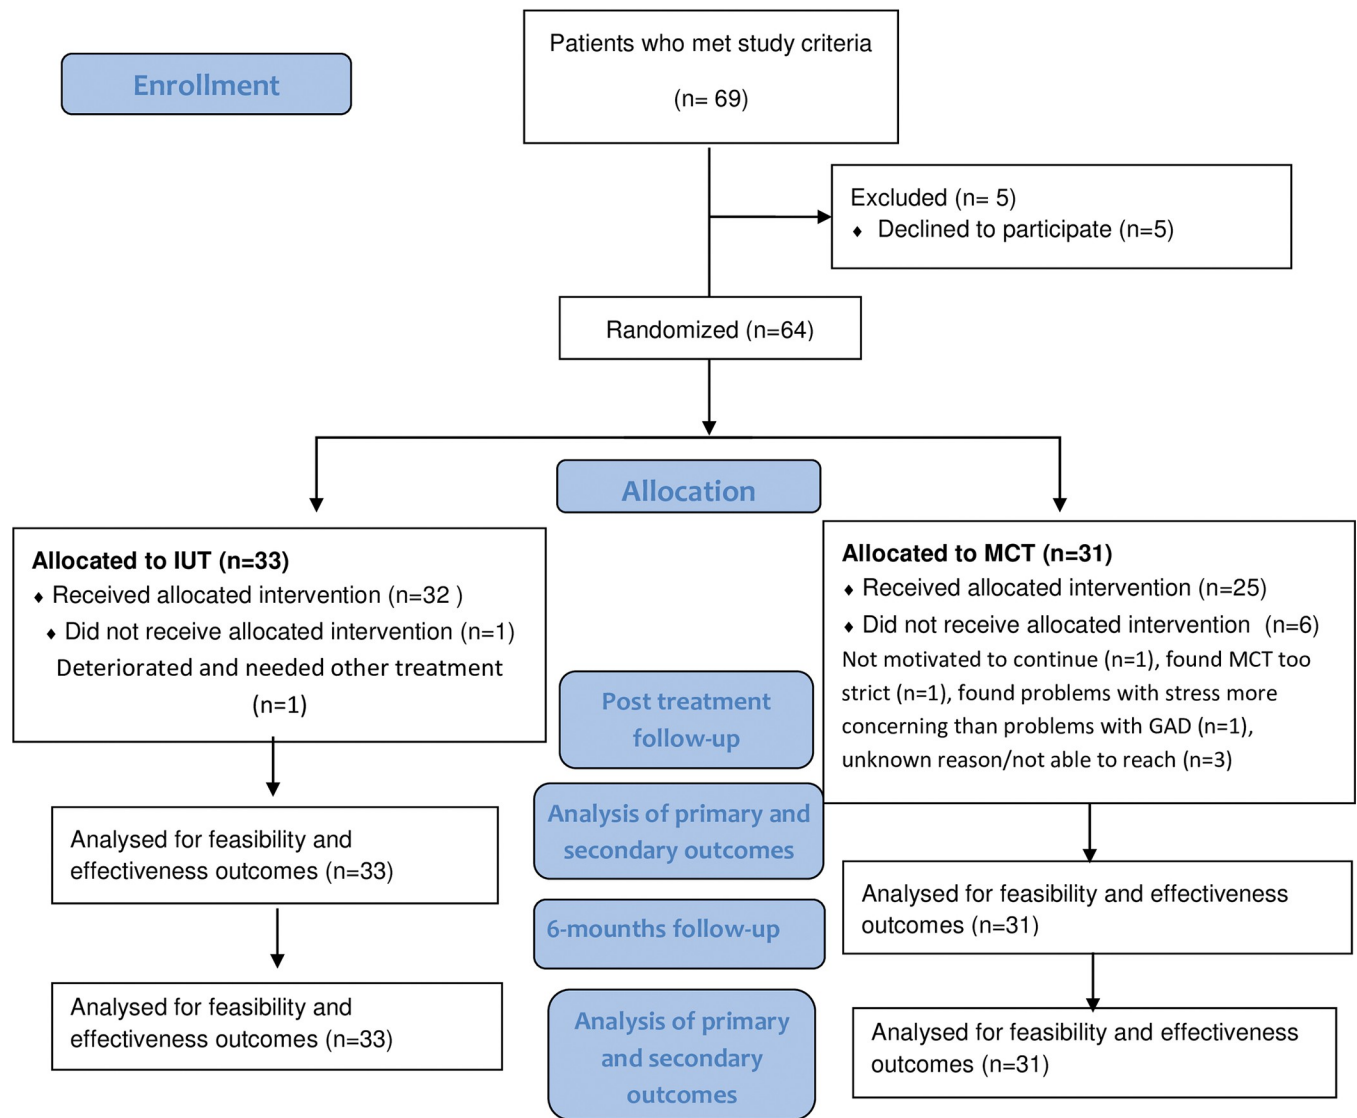 Patients who met study criteria
(n= 69)
Enrollment
Excluded (n= 5)
♦ Declined to participate (n=5)
Randomized (n=64)
Allocation
Allocated to IUT (n=33)
♦ Received allocated intervention (n=32 )
♦ Did not receive allocated intervention (n=1)
Deteriorated and needed other treatment
(n=1)
Allocated to MCT (n=31)
♦ Received allocated intervention (n=25)
♦ Did not receive allocated intervention (n=6)
Not motivated to continue (n=1), found MCT too
strict (n=1), found problems with stress more
concerning than problems with GAD (n=1),
unknown reason/not able to reach (n=3)
Post treatment
follow-up
Analysis of primary and
secondary outcomes
Analysed for feasibility and
effectiveness outcomes (n=33)
Analysed for feasibility and effectiveness
outcomes (n=31)
6-mounths follow-up
Analysed for feasibility and
effectiveness outcomes (n=33)
Analysis of primary
and secondary
outcomes
Analysed for feasibility and effectiveness
outcomes (n=31)